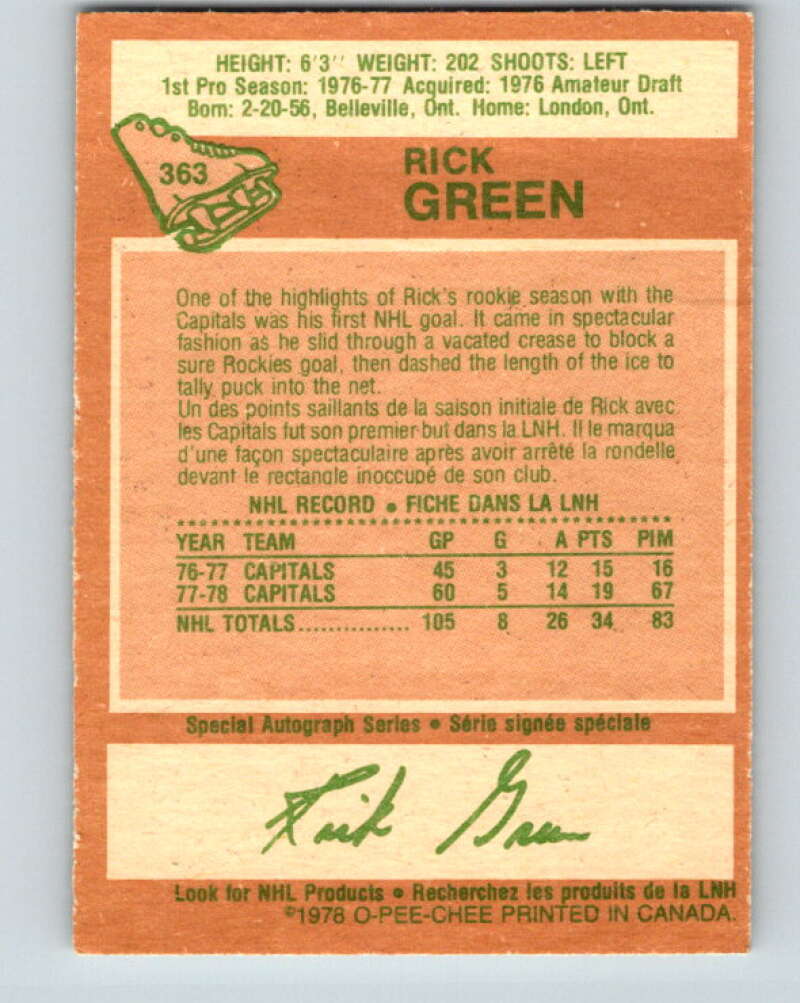 HEIGHT: 6'3'' WEIGHT: 202 SHOOTS: LEFT
1st Pro Season: 1976-77 Acquired: 1976 Amateur Draft
Born: 2-20-56, Belleville, Ont. Home: London, Ont.
363
RICK
GREEN
One of the highlights of Rick's rookie season with the
Capitals was his first NHL goal. It came in spectacular
fashion as he slid through a vacated crease to block a
sure Rockies goal, then dashed the length of the ice to
tally puck into the net.
Un des points saillants de la saison initiale de Rick avec
les Capitals fut son premier but dans la LNH. Il le marqua
d'une façon spectaculaire après avoir arrêté la rondelle
devant le rectangle inoccupé de son club.
NHL RECORD • FICHE DANS LA LNH
YEAR TEAM GP G A PTS PIM
76-77 CAPITALS 45 3 12 15 16
77-78 CAPITALS 60 5 14 19 67
NHL TOTALS............... 105 8 26 34 83
Special Autograph Series • Série signée spéciale
Rick Green
Look for NHL Products • Recherchez les produits de la LNH
©1978 O-PEE-CHEE PRINTED IN CANADA.